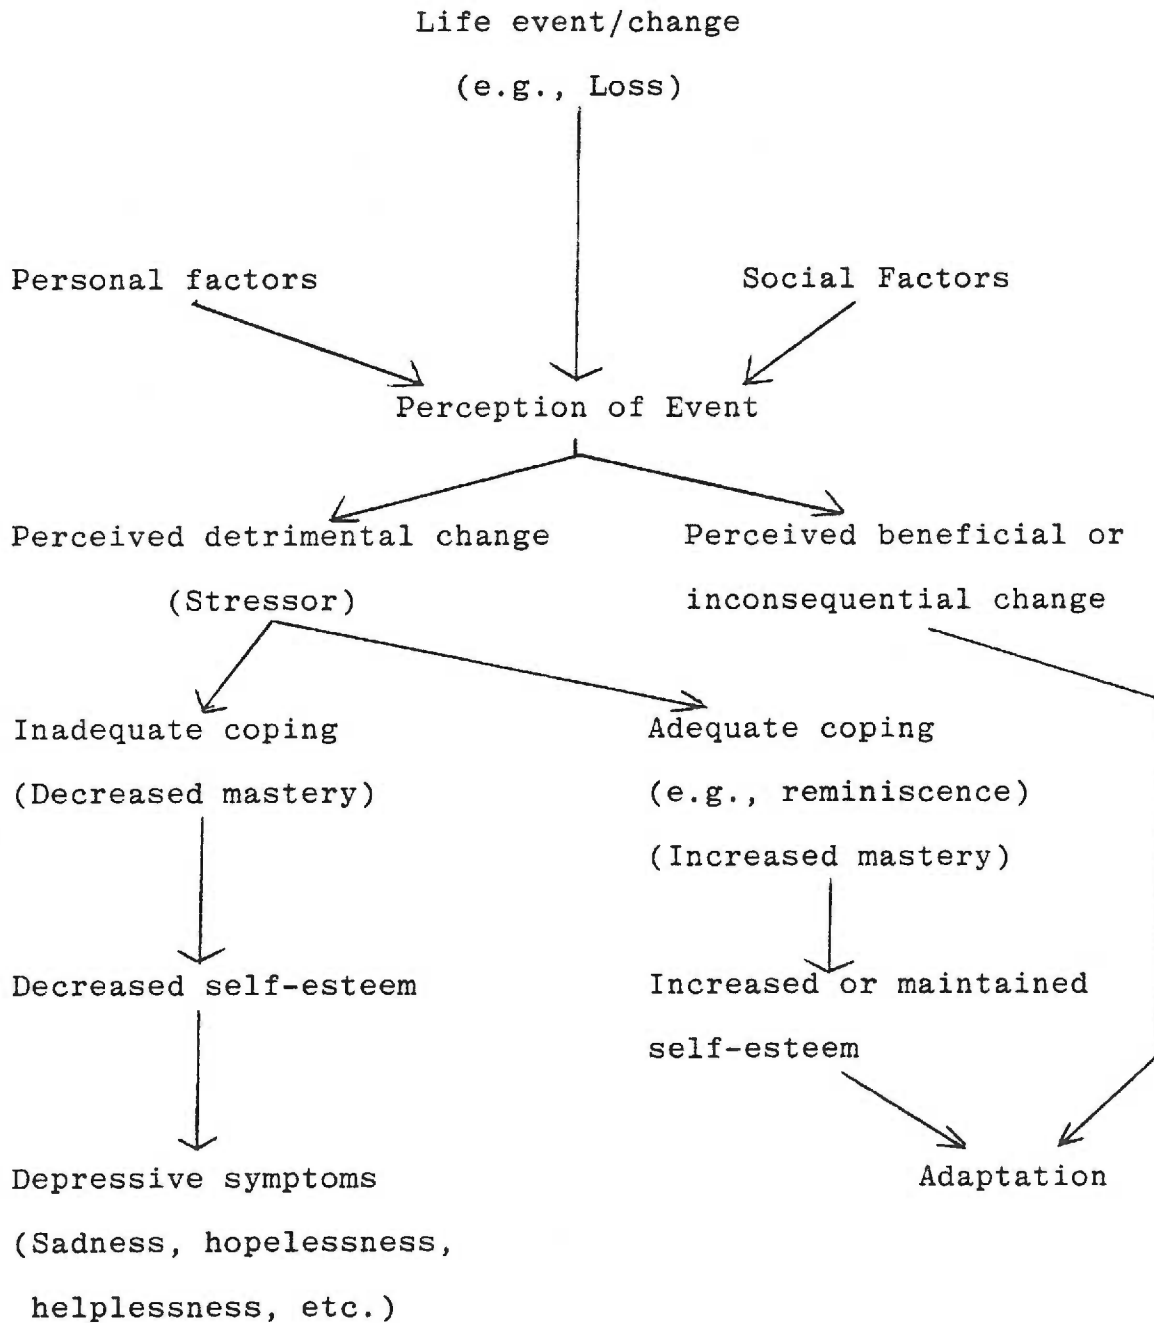 Life event/change
(e.g., Loss)
Personal factors
Social Factors
Perception of Event
Perceived detrimental change
(Stressor)
Perceived beneficial or
inconsequential change
Inadequate coping
(Decreased mastery)
Adequate coping
(e.g., reminiscence)
(Increased mastery)
Decreased self-esteem
Increased or maintained
self-esteem
Depressive symptoms
(Sadness, hopelessness,
helplessness, etc.)
Adaptation